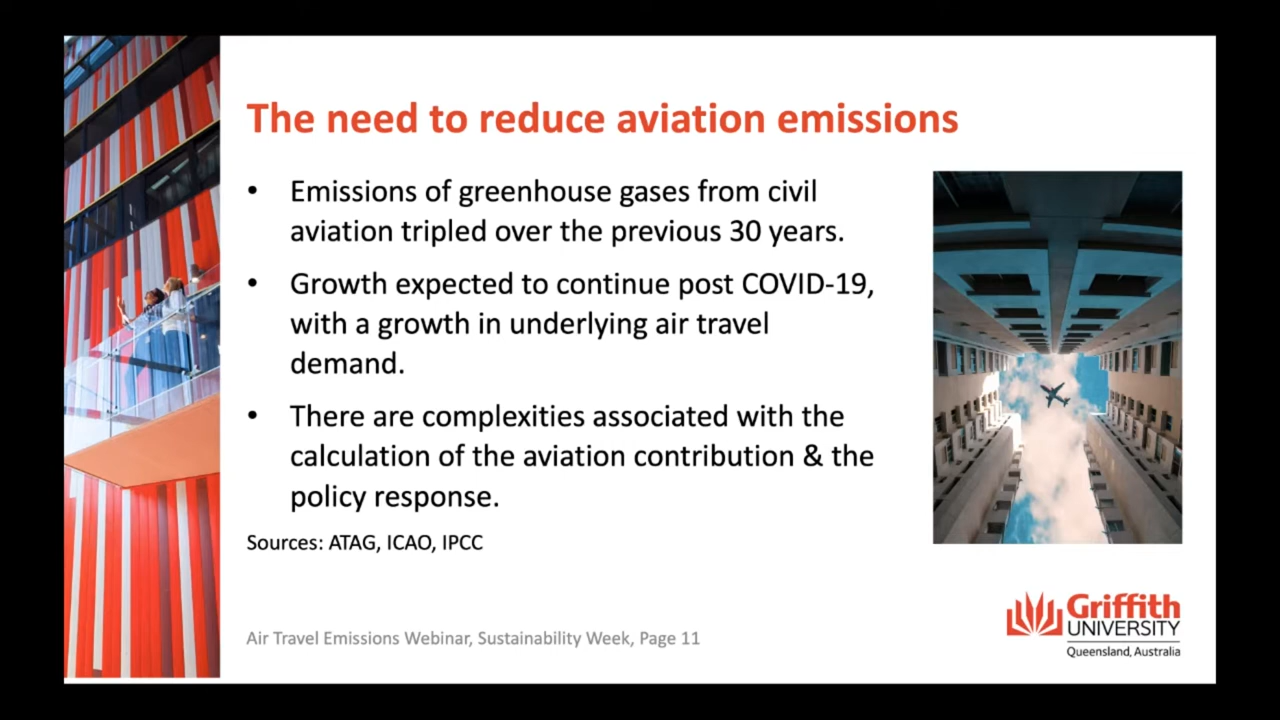 The need to reduce aviation emissions
• Emissions of greenhouse gases from civil
aviation tripled over the previous 30 years.
• Growth expected to continue post COVID-19,
with a growth in underlying air travel
demand.
• There are complexities associated with the
calculation of the aviation contribution & the
policy response.
Sources: ATAG, ICAO, IPCC
Air Travel Emissions Webinar, Sustainability Week, Page 11
Griffith
UNIVERSITY
Queensland, Australia